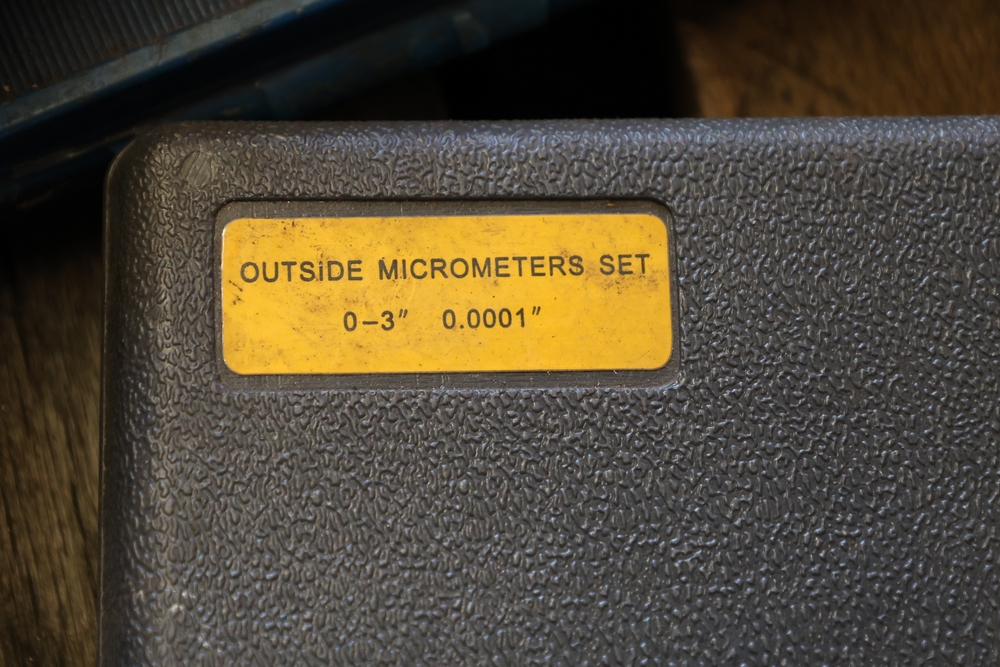 OUTSiDE MICROMETERS SET
0–3″ 0.0001″